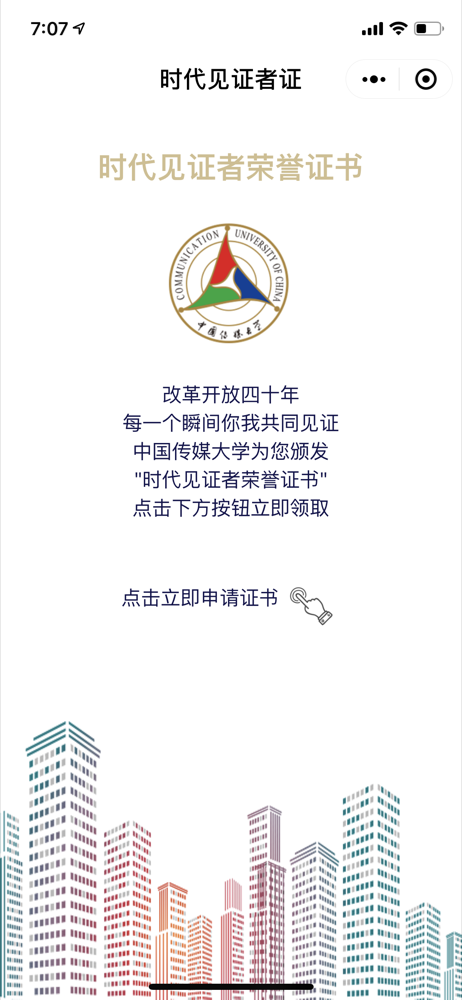 7:07
时代见证者证
时代见证者荣誉证书
COMMUNICATION UNIVERSITY OF CHINA
中国传媒大学
改革开放四十年
每一个瞬间你我共同见证
中国传媒大学为您颁发
"时代见证者荣誉证书"
点击下方按钮立即领取
点击立即申请证书